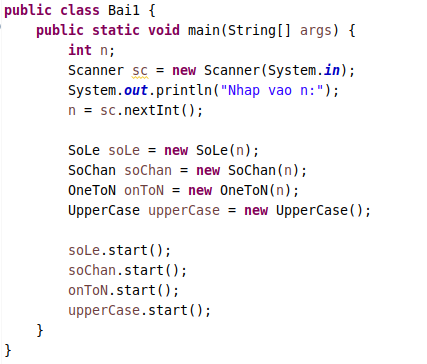 public class Bai1 {
    public static void main(String[] args) {
        int n;
        Scanner sc = new Scanner(System.in);
        System.out.println("Nhap vao n:");
        n = sc.nextInt();

        SoLe soLe = new SoLe(n);
        SoChan soChan = new SoChan(n);
        OneToN onToN = new OneToN(n);
        UpperCase upperCase = new UpperCase();

        soLe.start();
        soChan.start();
        onToN.start();
        upperCase.start();
    }
}